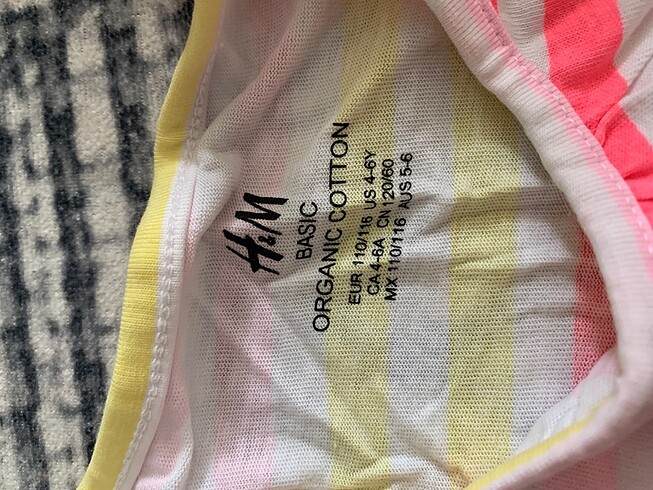 H&M
BASIC
ORGANIC COTTON
EUR 110/116 US 4-6Y
CA 4-6A CN 120/60
MX 110/116 AUS 5-6